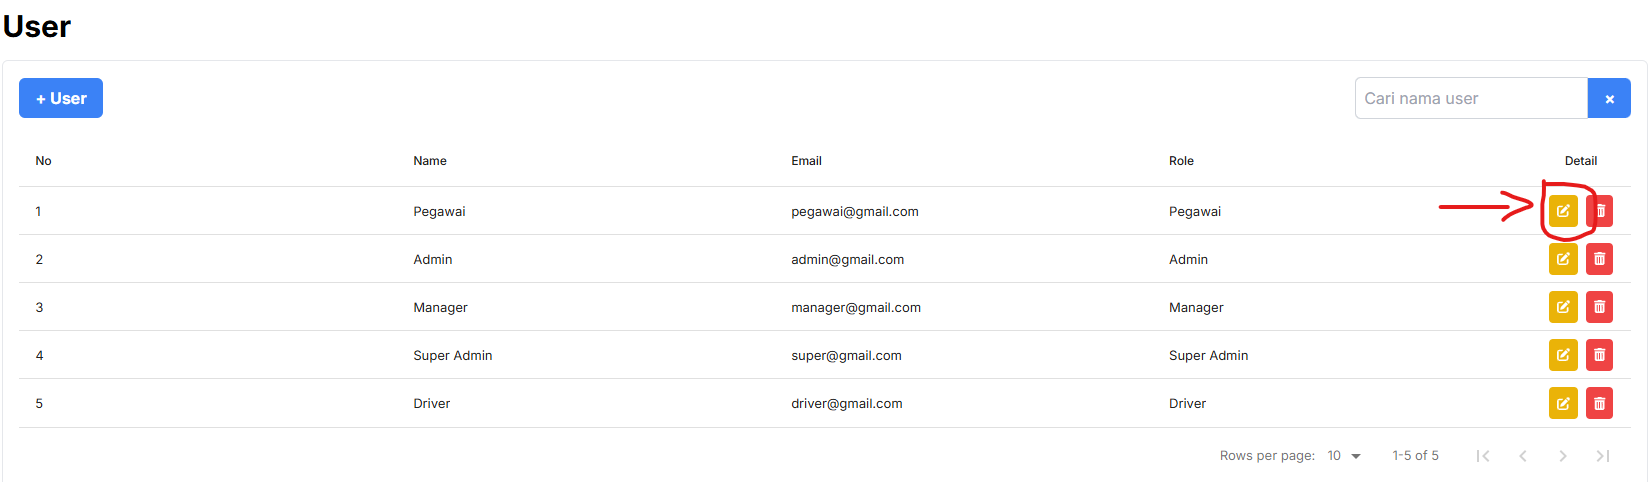 User
+ User
Cari nama user ×
No Name Email Role Detail
1 Pegawai pegawai@gmail.com Pegawai
2 Admin admin@gmail.com Admin
3 Manager manager@gmail.com Manager
4 Super Admin super@gmail.com Super Admin
5 Driver driver@gmail.com Driver
Rows per page: 10 1-5 of 5